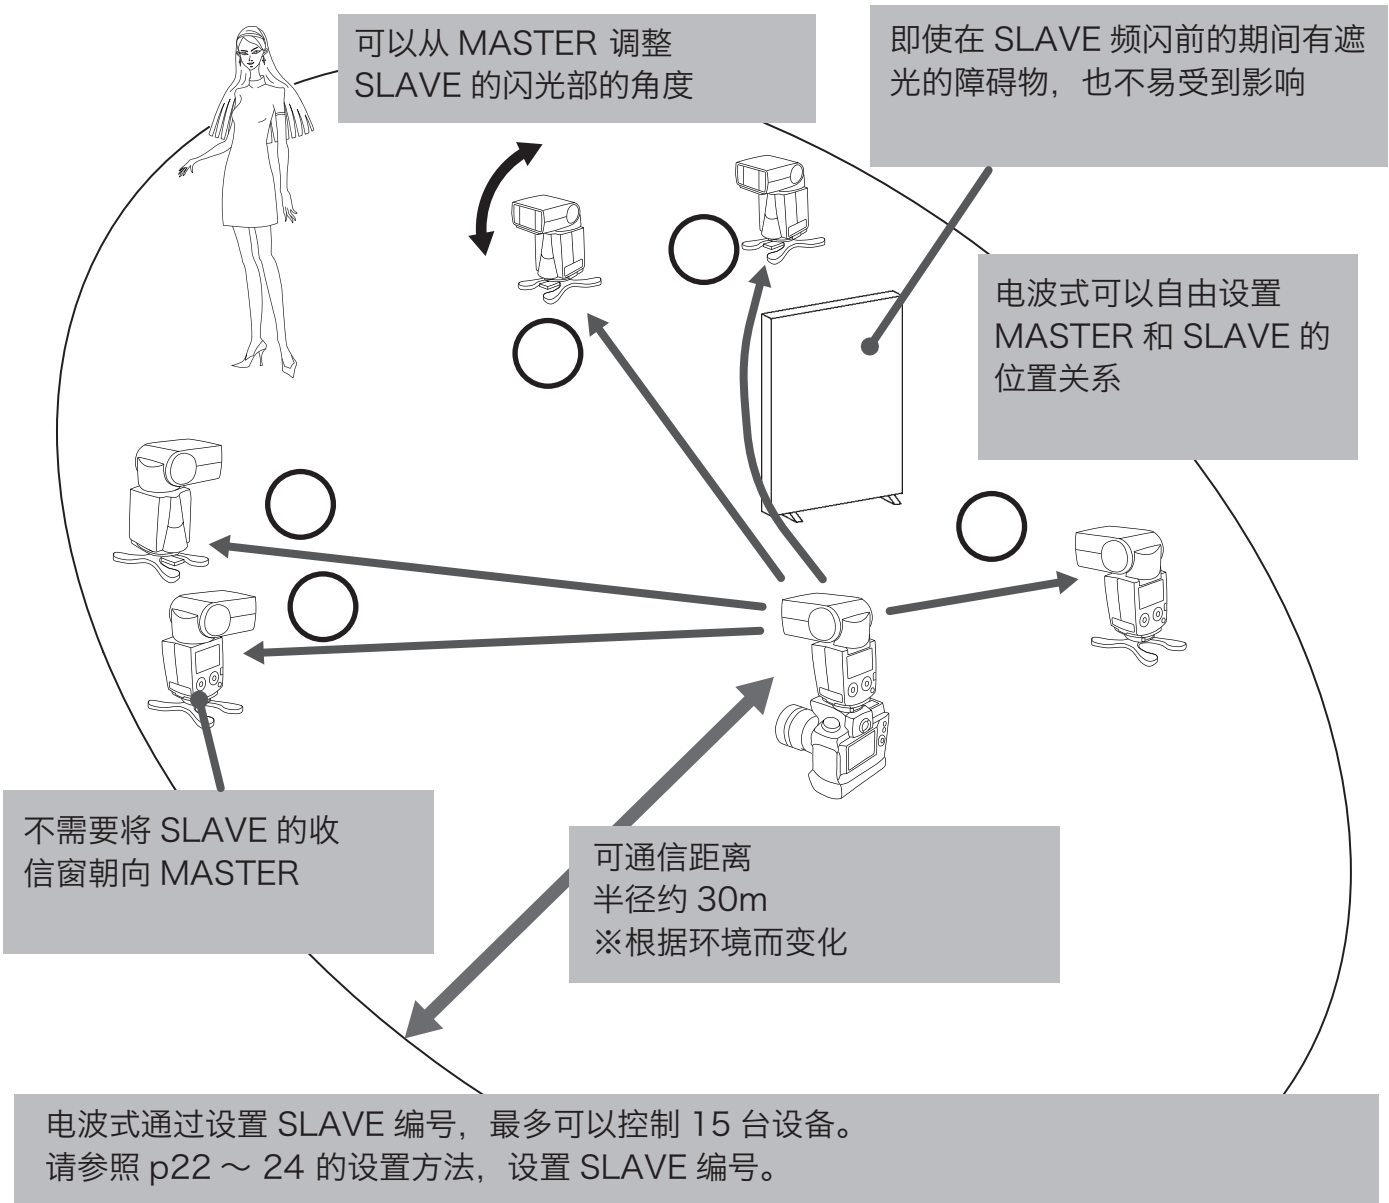 可以从 MASTER 调整
SLAVE 的闪光部的角度
即使在 SLAVE 频闪前的期间有遮
光的障碍物，也不易受到影响
电波式可以自由设置
MASTER 和 SLAVE 的
位置关系
不需要将 SLAVE 的收
信窗朝向 MASTER
可通信距离
半径约 30m
※根据环境而变化
电波式通过设置 SLAVE 编号，最多可以控制 15 台设备。
请参照 p22 ～ 24 的设置方法，设置 SLAVE 编号。